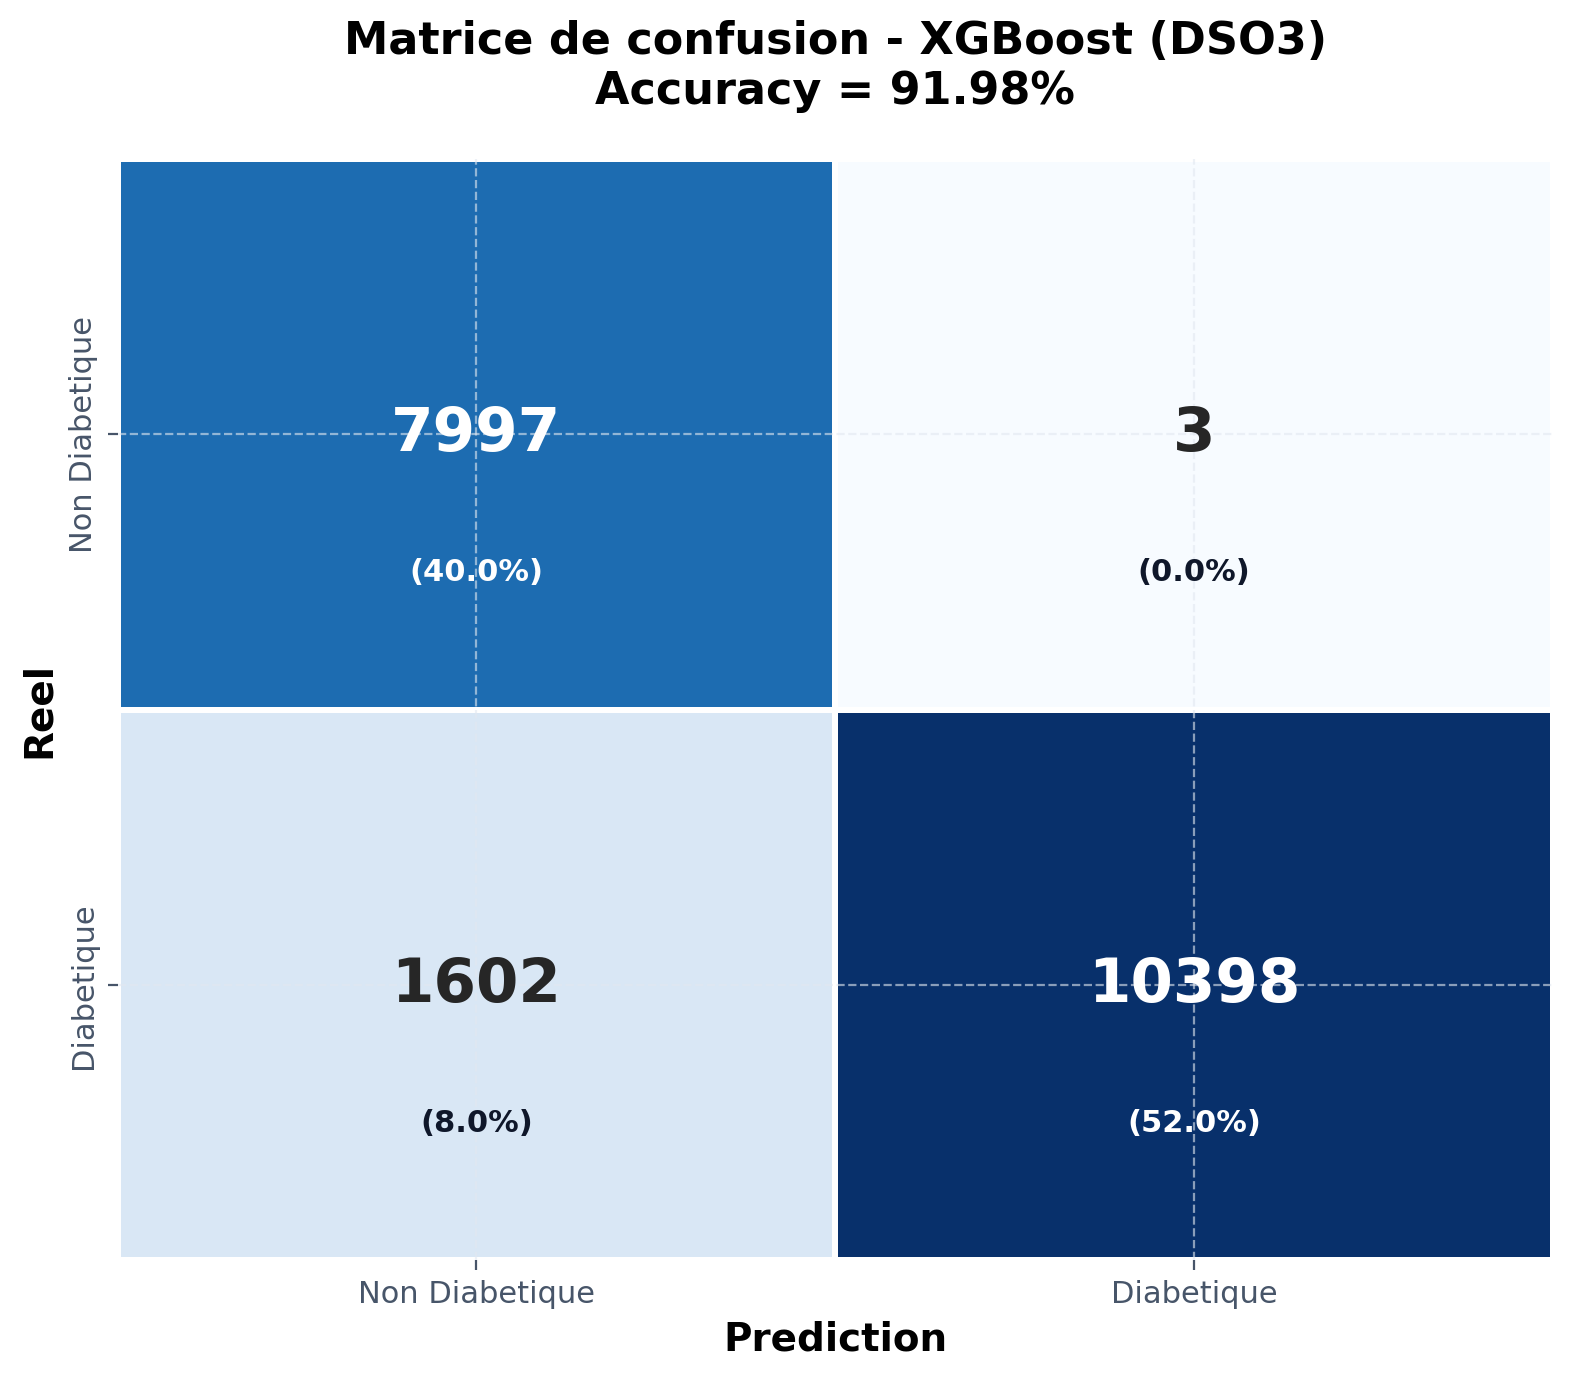 Matrice de confusion - XGBoost (DSO3)
Accuracy = 91.98%
Non Diabetique
7997
(40.0%)
3
(0.0%)
Reel
Diabetique
1602
(8.0%)
10398
(52.0%)
Non Diabetique
Diabetique
Prediction